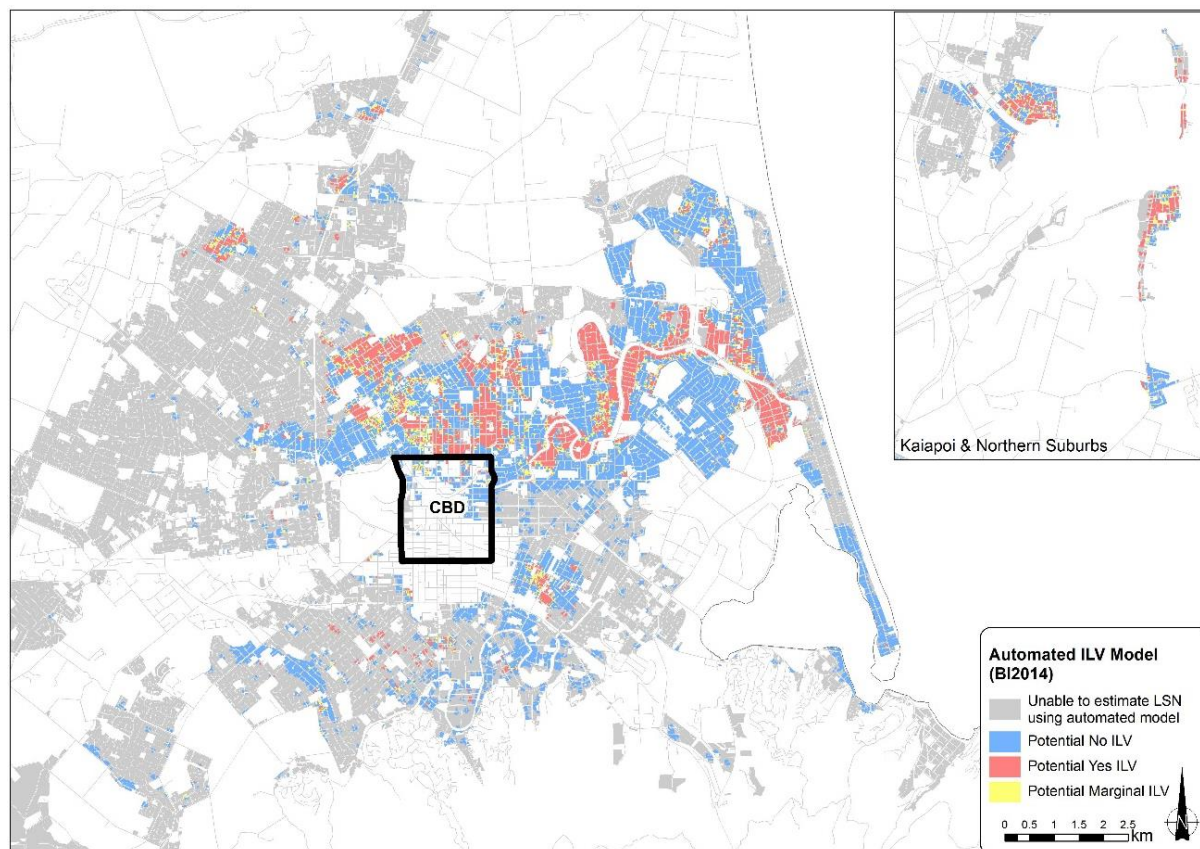 CBD
Kaiapoi & Northern Suburbs
Automated ILV Model
(BI2014)
Unable to estimate LSN
using automated model
Potential No ILV
Potential Yes ILV
Potential Marginal ILV
N
0 0.5 1 1.5 2 2.5
km